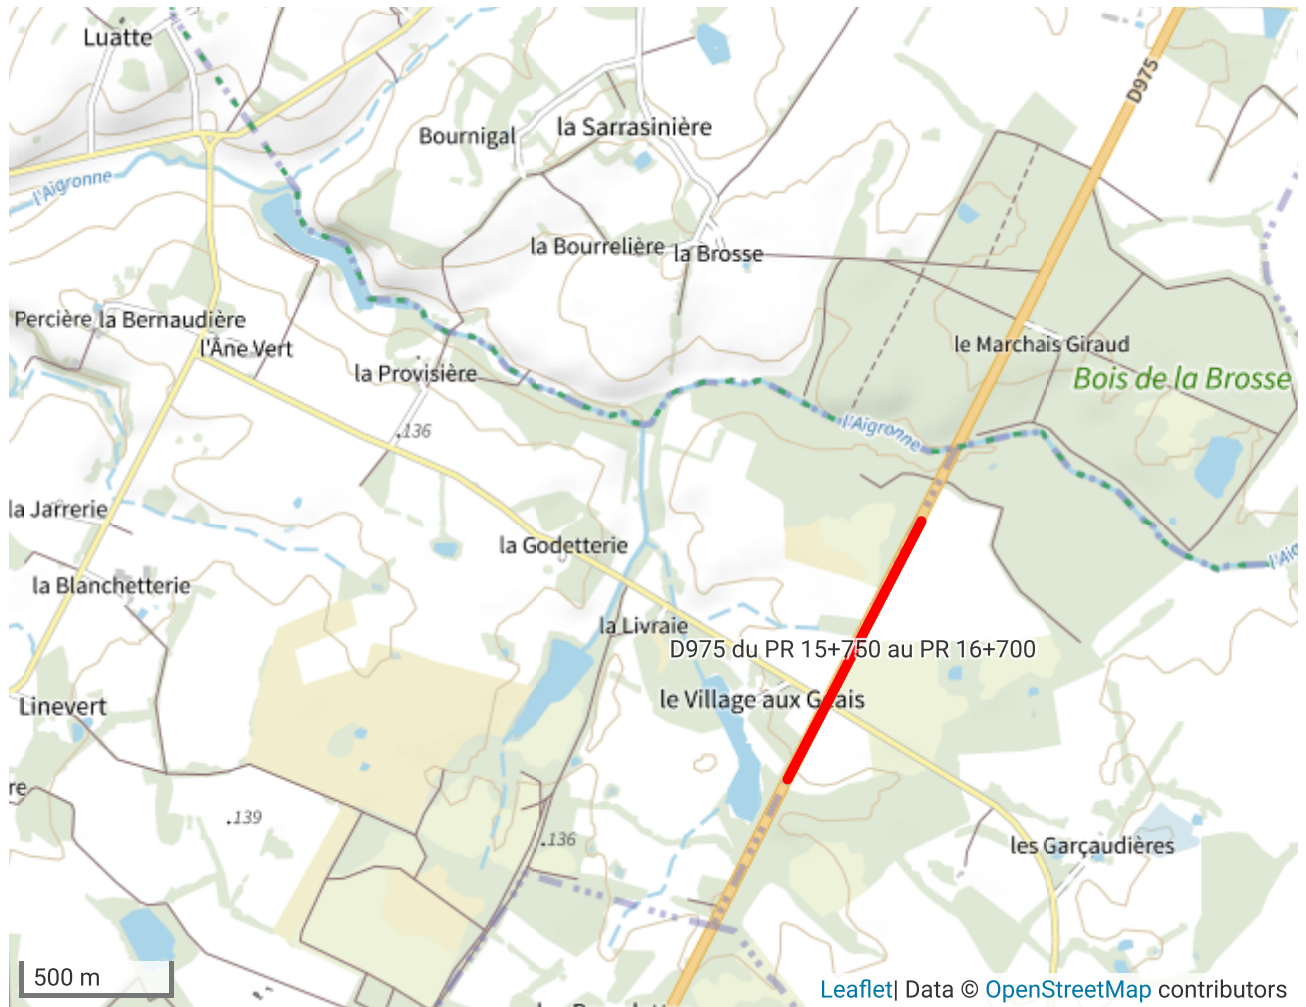 Luatte
D975
Bournigal
la Sarrasinière
l'Aigronne
la Bourrelière
la Brosse
Percière
la Bernaudière
l'Âne Vert
le Marchais Giraud
la Provisière
Bois de la Brosse
136
l'Aigronne
la Jarrerie
la Godetterie
la Blanchetterie
la Livraie
D975 du PR 15+750 au PR 16+700
le Village aux Geais
Linevert
re
139
136
les Garçaudières
500 m
Leaflet | Data © OpenStreetMap contributors